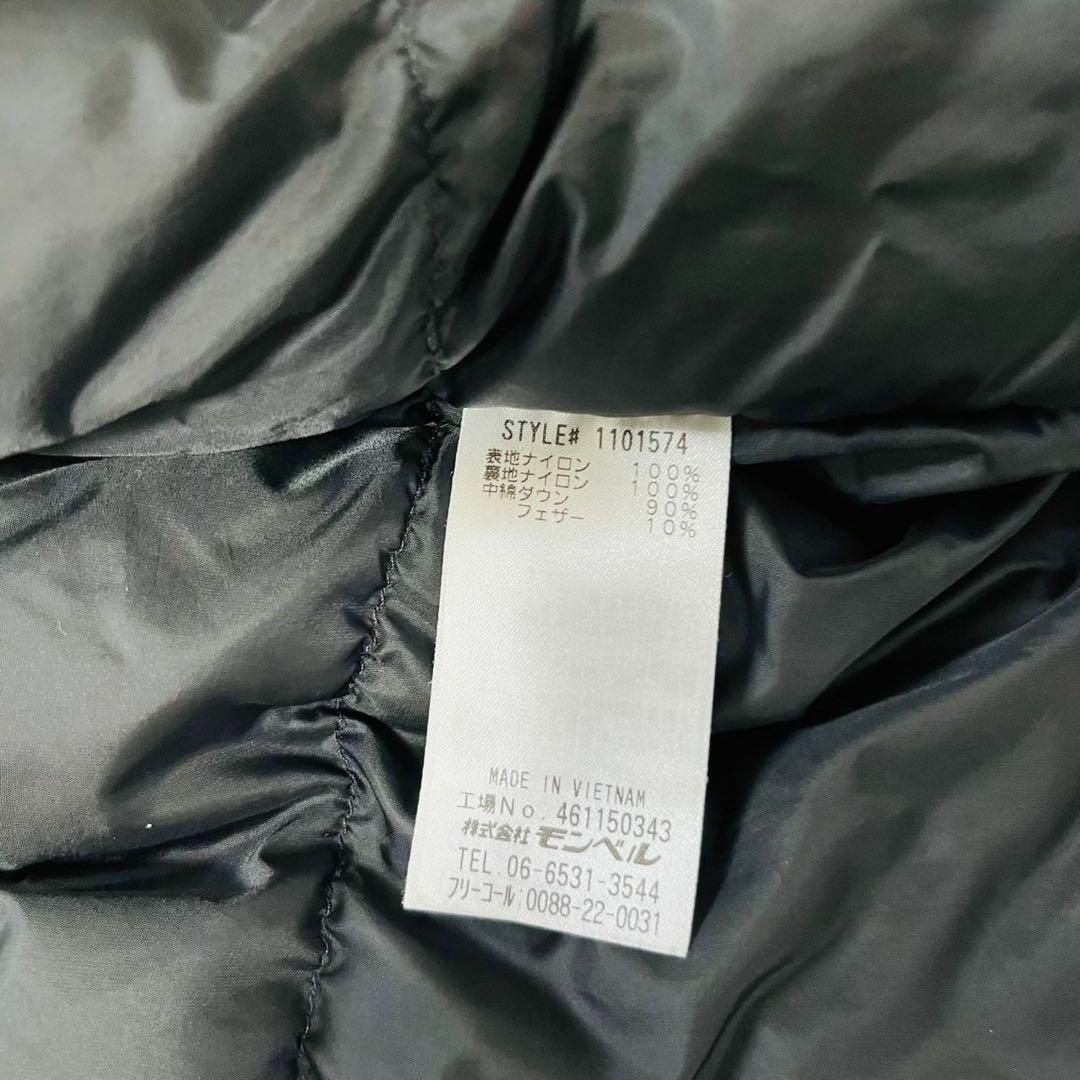 STYLE# 1101574
表地ナイロン 100%
裏地ナイロン 100%
中綿ダウン 90%
フェザー 10%
MADE IN VIETNAM
工場No. 461150343
株式会社 モンベル
TEL. 06-6531-3544
フリーコール:0088-22-0031